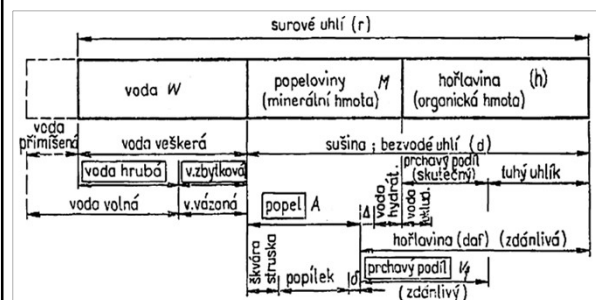 surové uhlí (r)
voda W
popeloviny M
(minerální hmota)
hořlavina (h)
(organická hmota)
voda
přimíšená
voda veškerá
sušina ; bezvodé uhlí (d)
voda hrubá
v.zbytková
prchavý podíl
(skutečný)
tuhý uhlík
voda volná
v.vázaná
popel A
Δ
voda
hydrát.
voda
hořlavina (daf) (zdánlivá)
škvára
struska
popílek
δ
prchavý podíl
(zdánlivý)